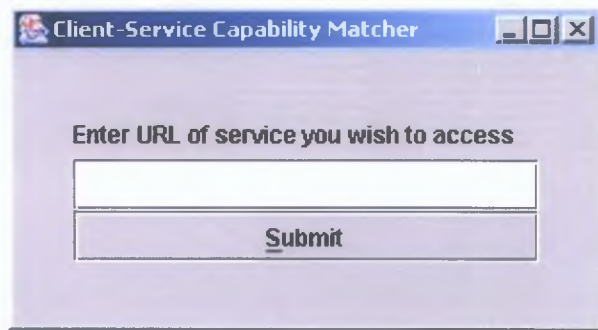 Client-Service Capability Matcher
Enter URL of service you wish to access
Submit